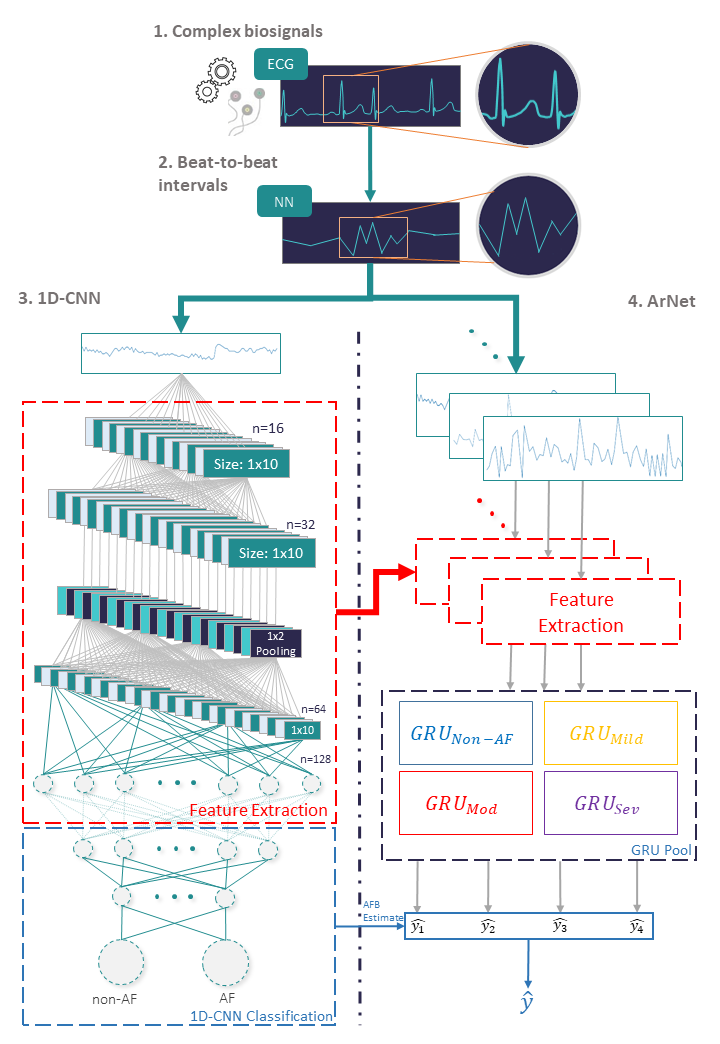 1. Complex biosignals
ECG
2. Beat-to-beat
intervals
NN
3. 1D-CNN
4. ArNet
n=16
Size: 1x10
n=32
Size: 1x10
1x2
Pooling
n=64
1x10
n=128
Feature Extraction
Feature
Extraction
GRU_{Non-AF}
GRU_{Mild}
GRU_{Mod}
GRU_{Sev}
GRU Pool
AFB
Estimate
\hat{y_1} \hat{y_2} \hat{y_3} \hat{y_4}
\hat{y}
non-AF
AF
1D-CNN Classification